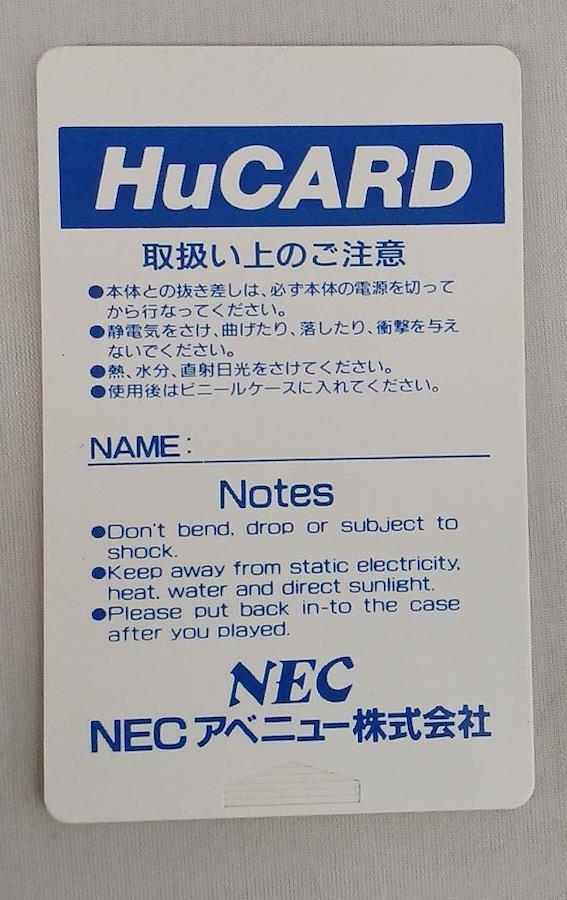 HuCARD
取扱い上のご注意
●本体との抜き差しは、必ず本体の電源を切って
から行なってください。
●静電気をさけ、曲げたり、落したり、衝撃を与え
ないでください。
●熱、水分、直射日光をさけてください。
●使用後はビニールケースに入れてください。
NAME:
Notes
●Don't bend, drop or subject to
shock.
●Keep away from static electricity,
heat, water and direct sunlight.
●Please put back in-to the case
after you played.
NEC
NECアベニュー株式会社